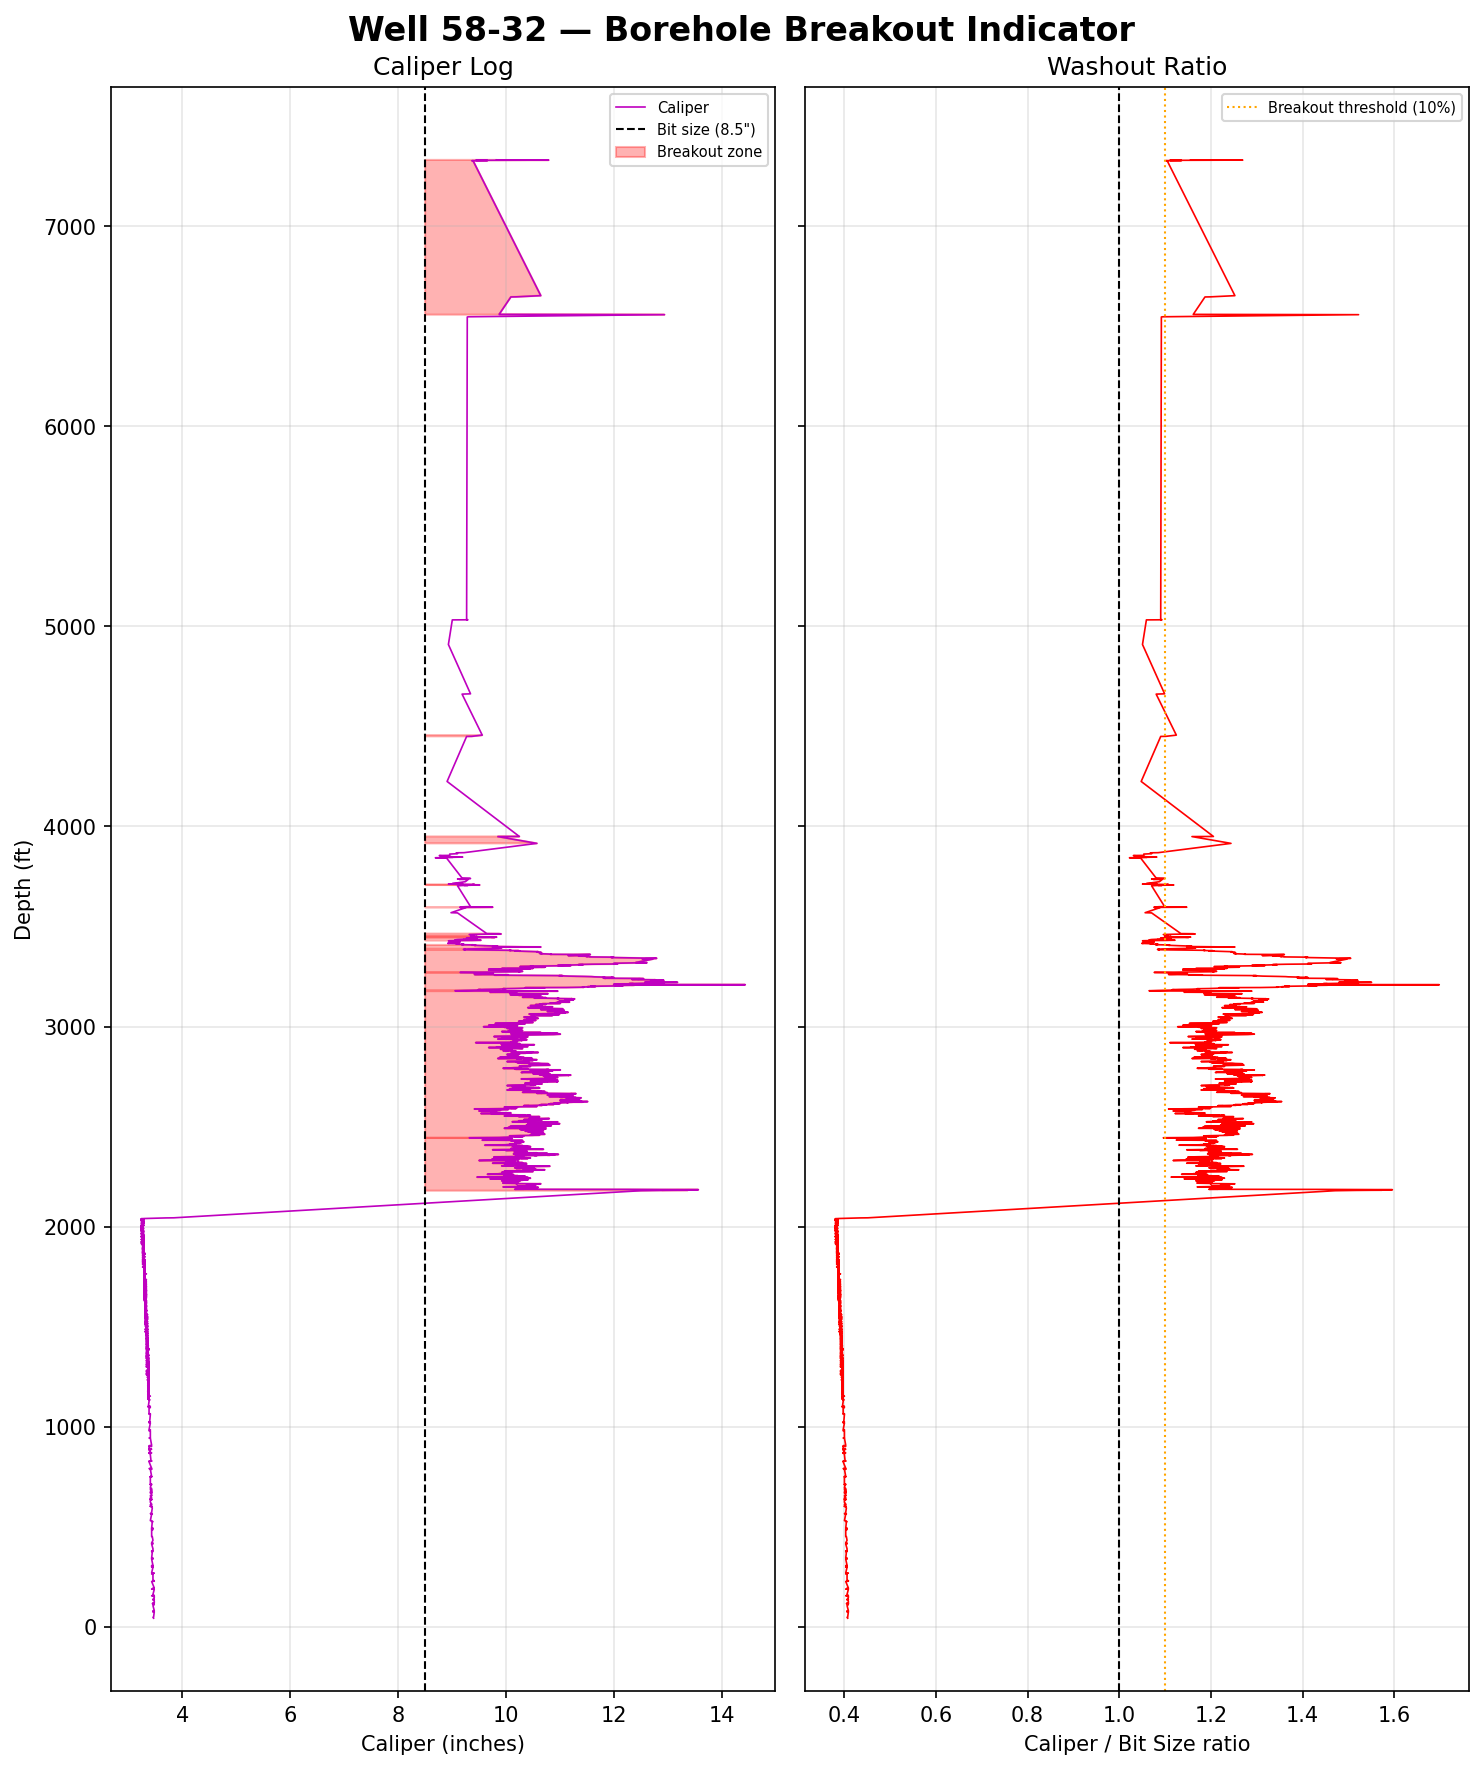 Well 58-32 — Borehole Breakout Indicator
Caliper Log
Caliper
Bit size (8.5")
Breakout zone
Depth (ft)
7000
6000
5000
4000
3000
2000
1000
0
4 6 8 10 12 14
Caliper (inches)
Washout Ratio
Breakout threshold (10%)
0.4 0.6 0.8 1.0 1.2 1.4 1.6
Caliper / Bit Size ratio